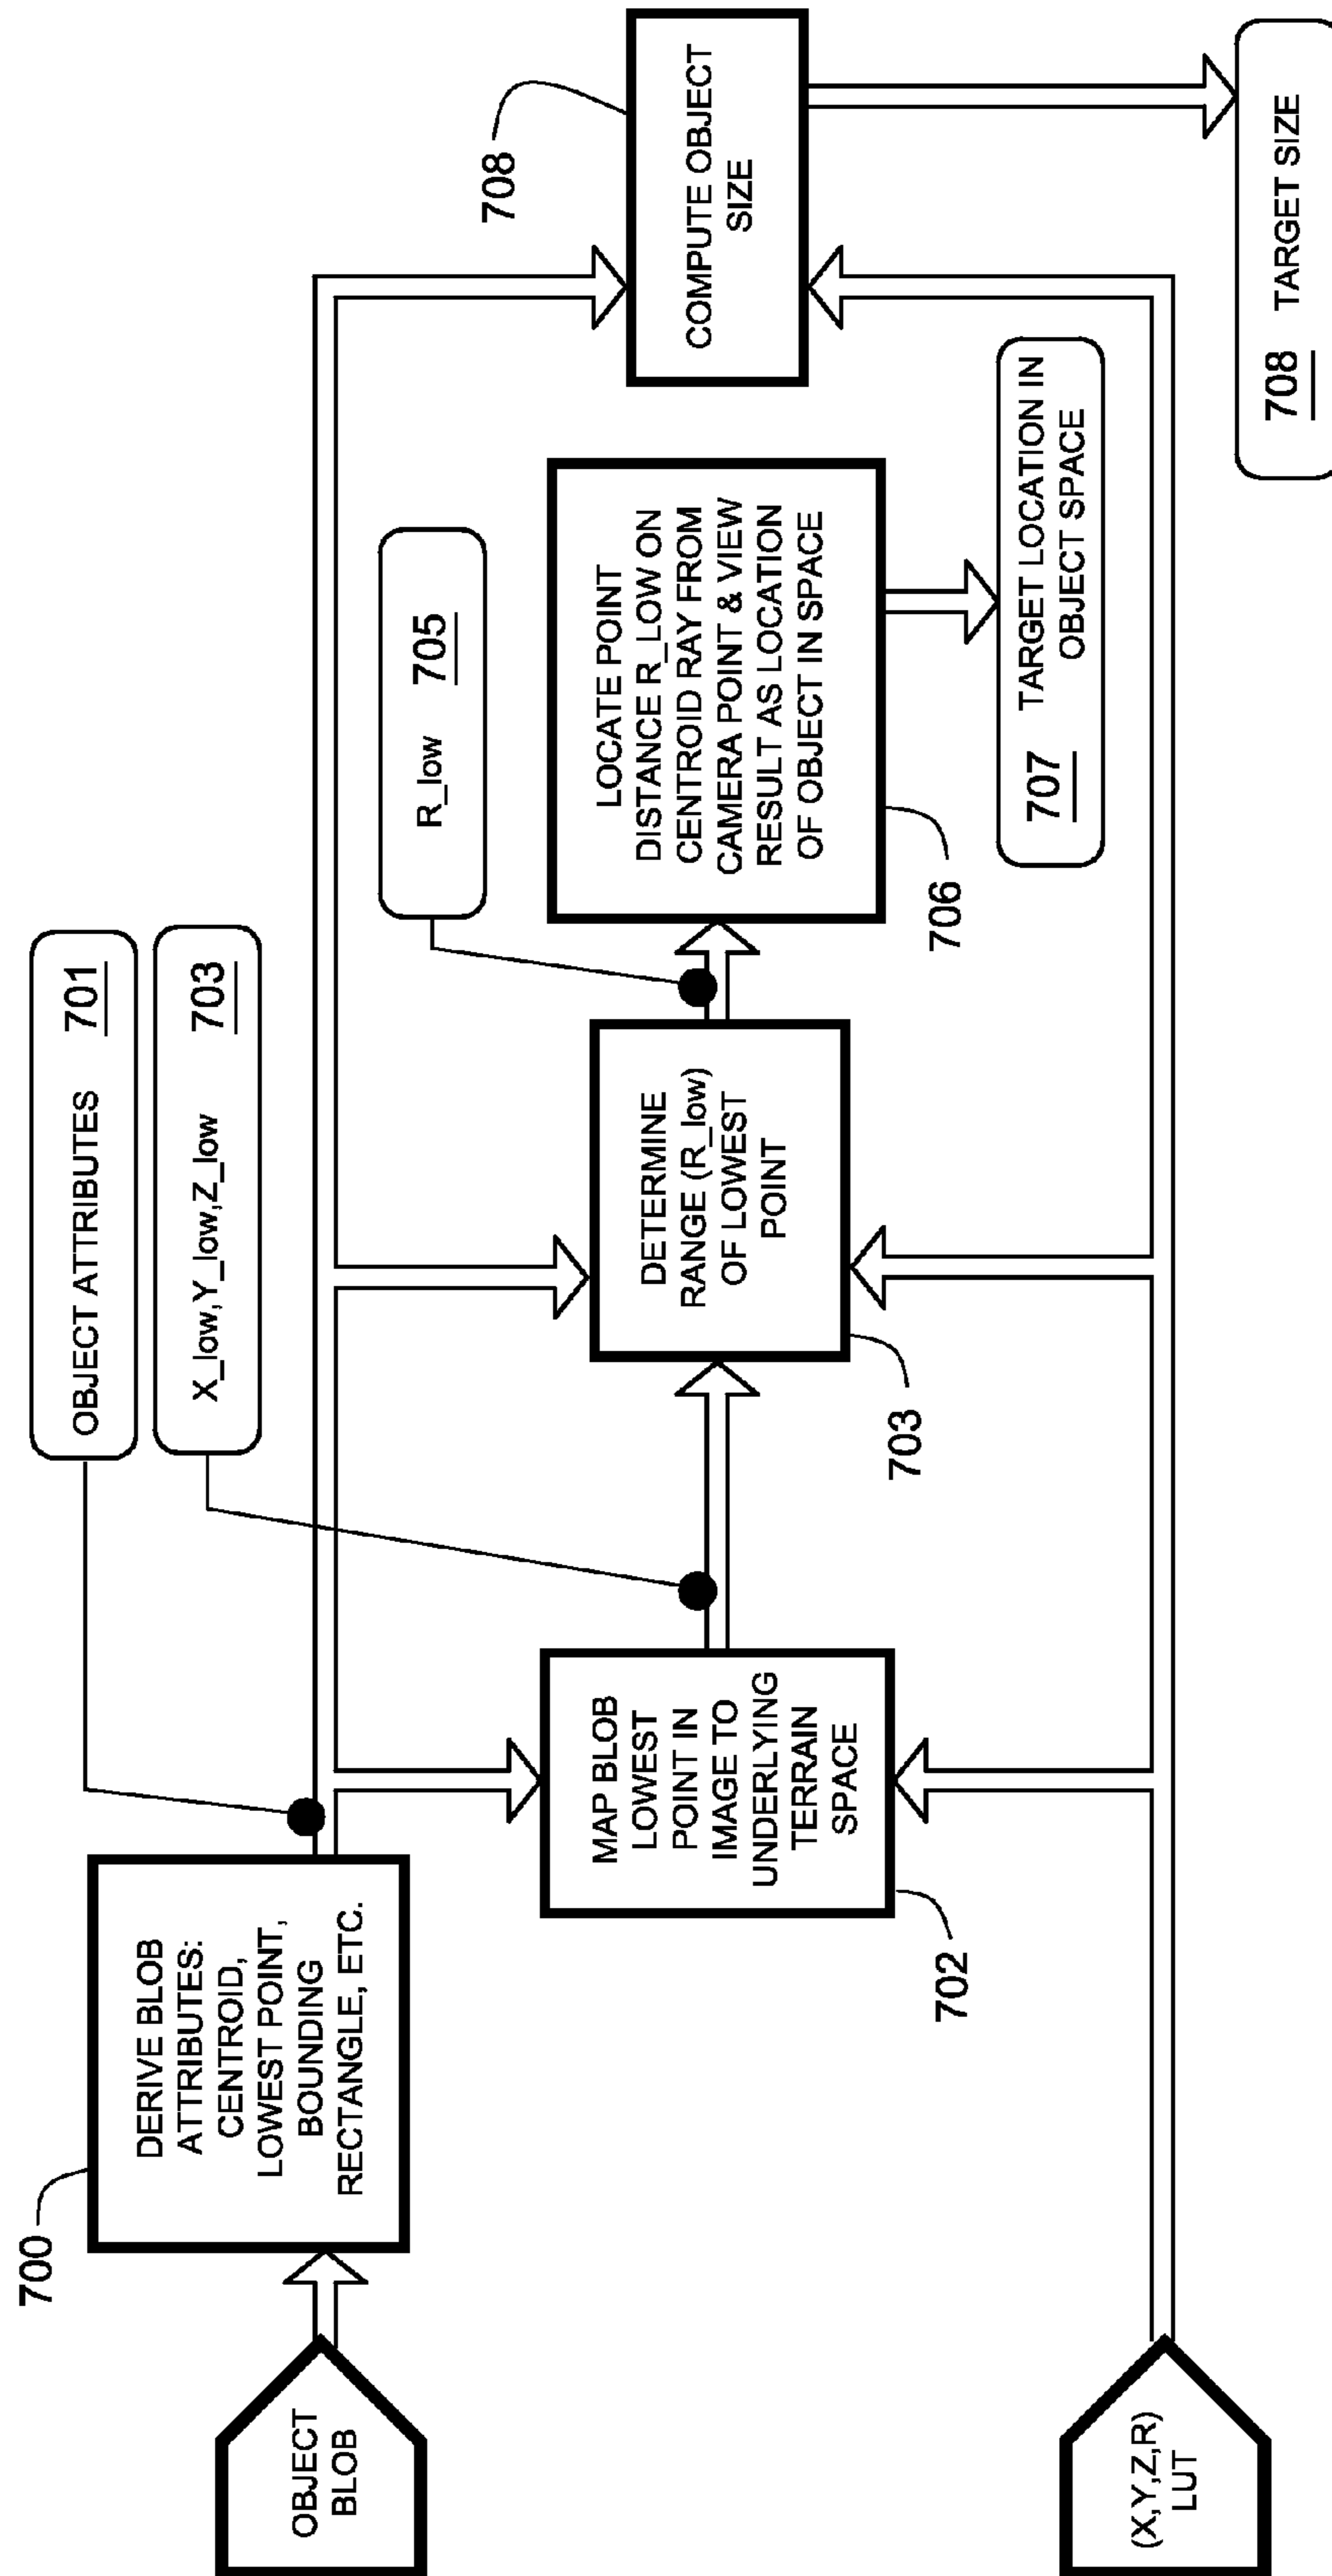 700
DERIVE BLOB
ATTRIBUTES:
CENTROID,
LOWEST POINT,
BOUNDING
RECTANGLE, ETC.
OBJECT
BLOB
OBJECT ATTRIBUTES 701
X_low,Y_low,Z_low 703
MAP BLOB
LOWEST
POINT IN
IMAGE TO
UNDERLYING
TERRAIN
SPACE
702
DETERMINE
RANGE (R_low)
OF LOWEST
POINT
703
R_low 705
LOCATE POINT
DISTANCE R_LOW ON
CENTROID RAY FROM
CAMERA POINT & VIEW
RESULT AS LOCATION
OF OBJECT IN SPACE
706
707 TARGET LOCATION IN
OBJECT SPACE
708
COMPUTE OBJECT
SIZE
708 TARGET SIZE
(X,Y,Z,R)
LUT